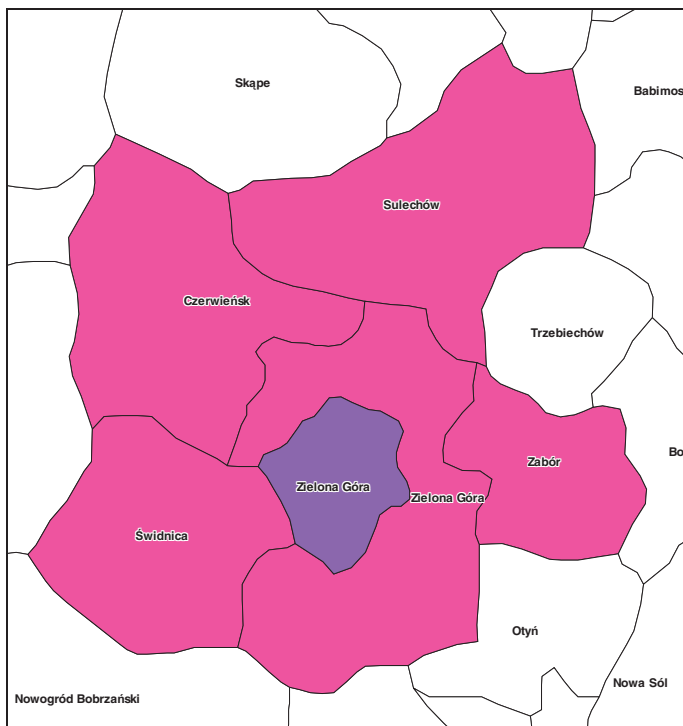 Skąpe
Babimos
Sulechów
Czerwieńsk
Trzebiechów
Bo
Zabór
Zielona Góra
Zielona Góra
Świdnica
Otyń
Nowa Sól
Nowogród Bobrzański